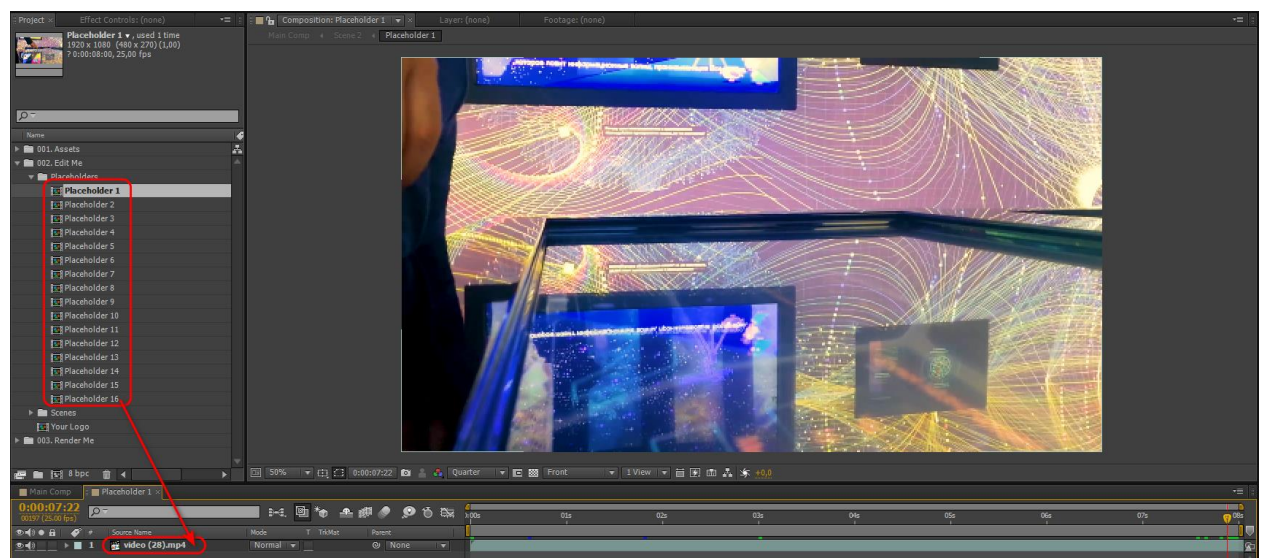 Project
Effect Controls: (none)
Composition: Placeholder 1
Layer: (none)
Footage: (none)
Placeholder 1 , used 1 time
1920 x 1080 (480 x 270) (1,00)
? 0:00:08:00, 25,00 fps
Main Comp
Scene 2
Placeholder 1
Name
001. Assets
002. Edit Me
Placeholders
Placeholder 1
Placeholder 2
Placeholder 3
Placeholder 4
Placeholder 5
Placeholder 6
Placeholder 7
Placeholder 8
Placeholder 9
Placeholder 10
Placeholder 11
Placeholder 12
Placeholder 13
Placeholder 14
Placeholder 15
Placeholder 16
Scenes
Your Logo
003. Render Me
8 bpc
50%
0:00:07:22
Quarter
Front
1 View
+0,0
Main Comp
Placeholder 1
0:00:07:22
00197 (25.00 fps)
00s 01s 02s 03s 04s 05s 06s 07s 08s
# Source Name Mode T TrkMat Parent
1 video (28).mp4 Normal None